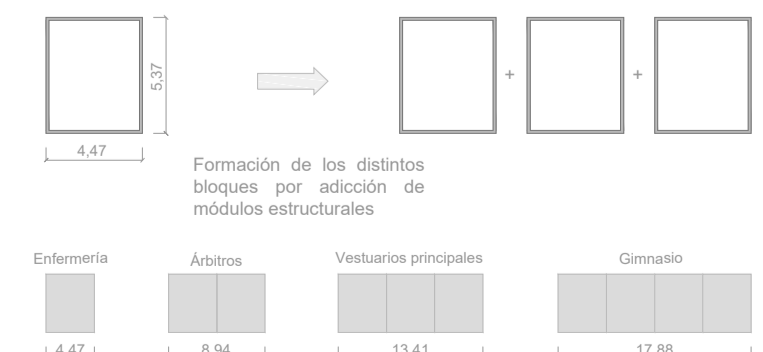 5,37
+ +
4,47
Formación de los distintos
bloques por adicción de
módulos estructurales
Enfermería Árbitros Vestuarios principales Gimnasio
4,47 8,94 13,41 17,88